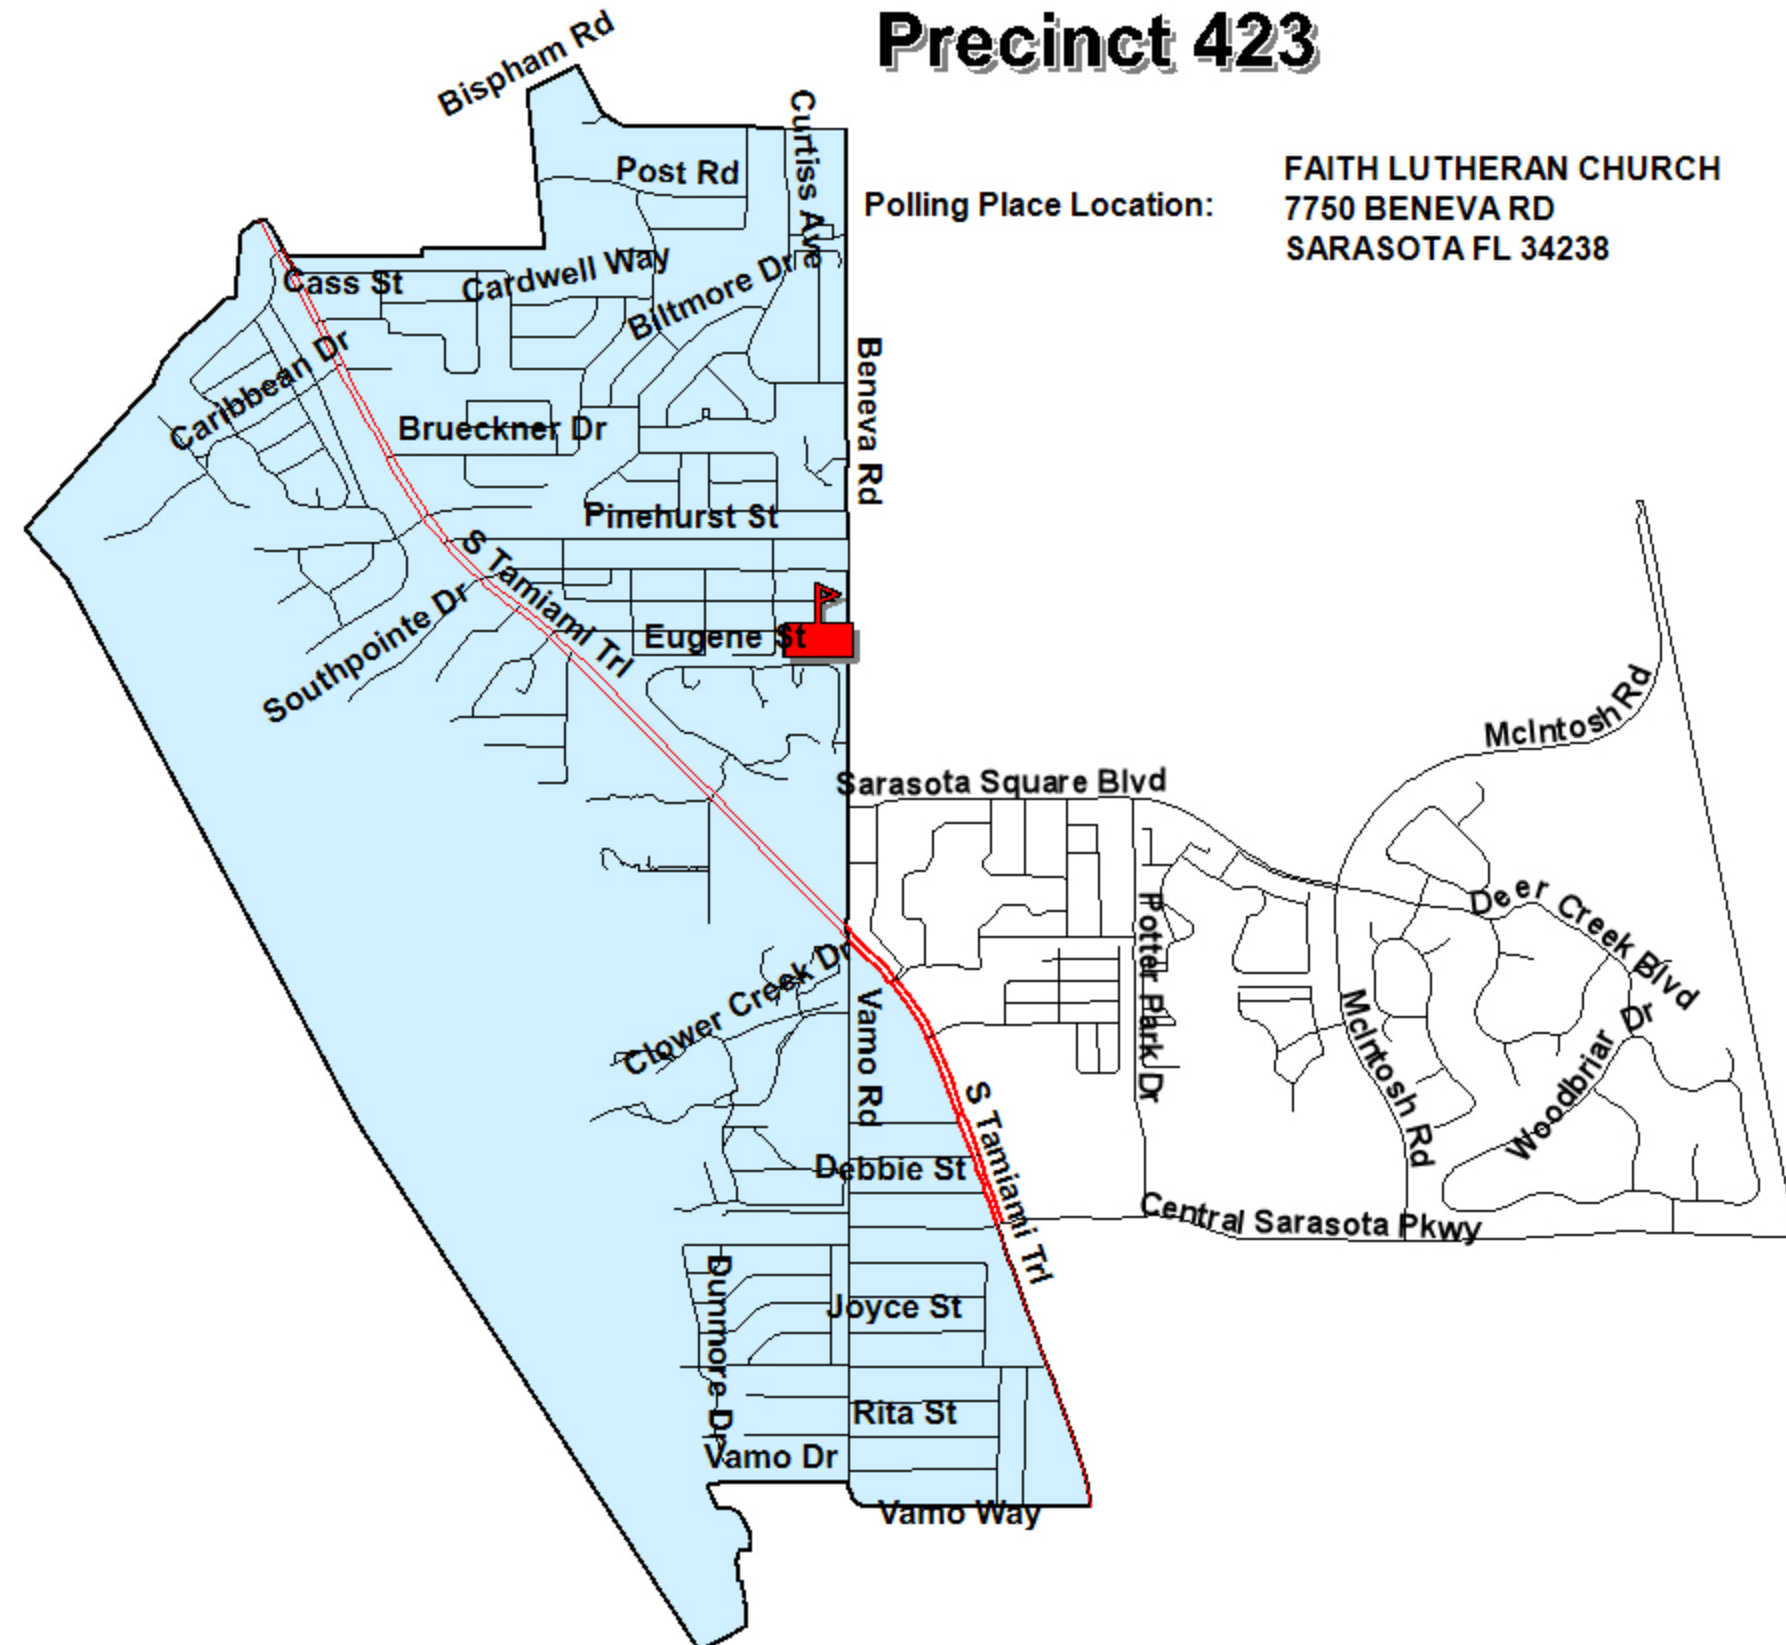 Precinct 423
Bispham Rd
Curtiss Ave
Post Rd
Polling Place Location:
FAITH LUTHERAN CHURCH
7750 BENEVA RD
SARASOTA FL 34238
Cass St
Cardwell Way
Biltmore Dr
Caribbean Dr
Beneva Rd
Brueckner Dr
Pinehurst St
S Tamiami Trl
Southpointe Dr
Eugene St
McIntosh Rd
Sarasota Square Blvd
Deer Creek Blvd
Potter Park Dr
Clower Creek Dr
Vamo Rd
McIntosh Rd
Woodbriar Dr
S Tamiami Trl
Debbie St
Central Sarasota Pkwy
Dunmore Dr
Joyce St
Rita St
Vamo Dr
Vamo Way